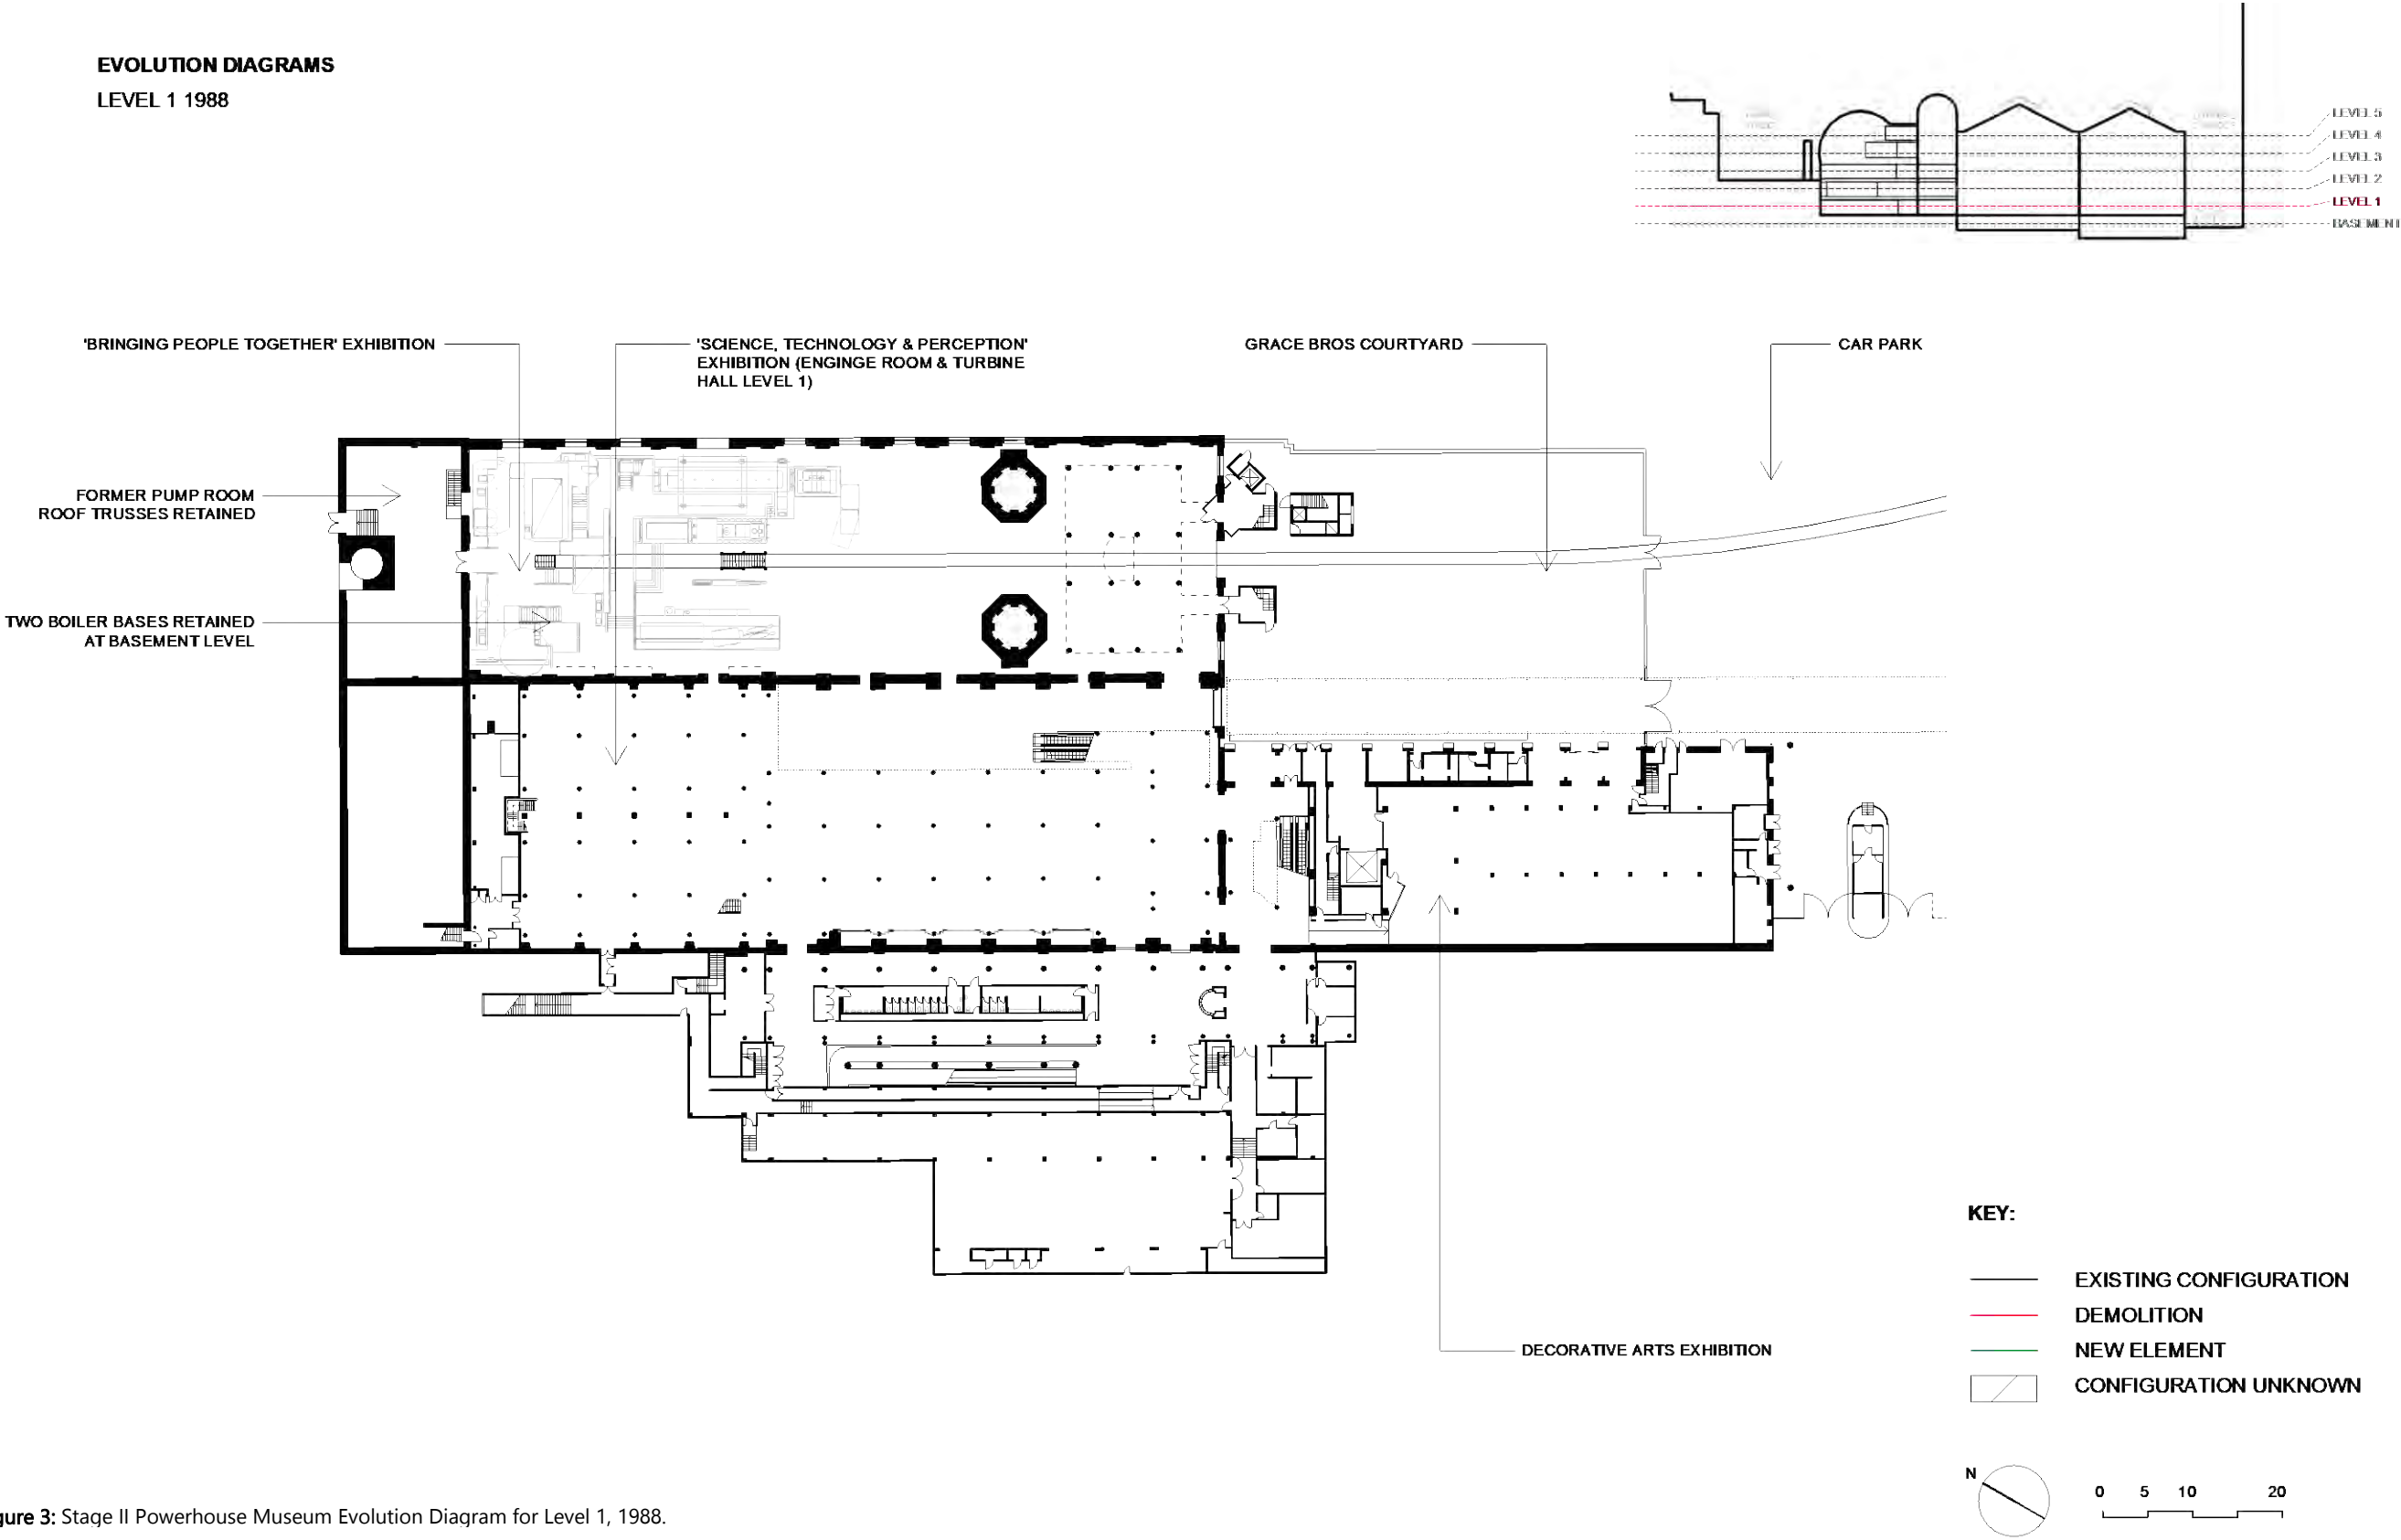 EVOLUTION DIAGRAMS
LEVEL 1 1988
LEVEL 5
LEVEL 4
LEVEL 3
LEVEL 2
LEVEL 1
BASEMENT
'BRINGING PEOPLE TOGETHER' EXHIBITION
'SCIENCE, TECHNOLOGY & PERCEPTION'
EXHIBITION (ENGINGE ROOM & TURBINE
HALL LEVEL 1)
GRACE BROS COURTYARD
CAR PARK
FORMER PUMP ROOM
ROOF TRUSSES RETAINED
TWO BOILER BASES RETAINED
AT BASEMENT LEVEL
DECORATIVE ARTS EXHIBITION
KEY:
EXISTING CONFIGURATION
DEMOLITION
NEW ELEMENT
CONFIGURATION UNKNOWN
N
0 5 10 20
gure 3: Stage II Powerhouse Museum Evolution Diagram for Level 1, 1988.